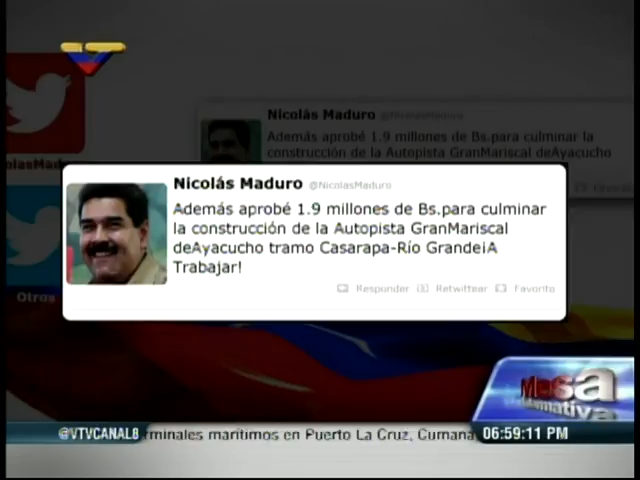 Nicolás Maduro @NicolasMaduro
Además aprobé 1.9 millones de Bs.para culminar la
construcción de la Autopista GranMariscal deAyacucho
Nicolás Maduro @NicolasMaduro
Además aprobé 1.9 millones de Bs.para culminar
la construcción de la Autopista GranMariscal
deAyacucho tramo Casarapa-Río Grande¡A
Trabajar!
Responder Retwittear Favorito
Otros
Mesa
@VTVCANAL8 rminales marítimos en Puerto La Cruz, Cumana 06:59:11 PM